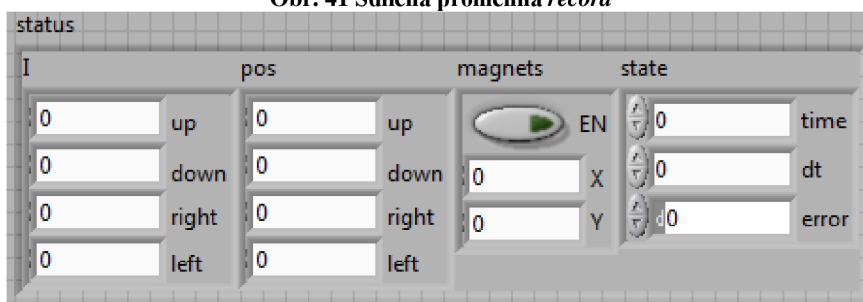 Obr. 41 Sdílená proměnná record
status
I pos magnets state
0 up 0 up EN 0 time
0 down 0 down 0 X 0 dt
0 right 0 right 0 Y d 0 error
0 left 0 left